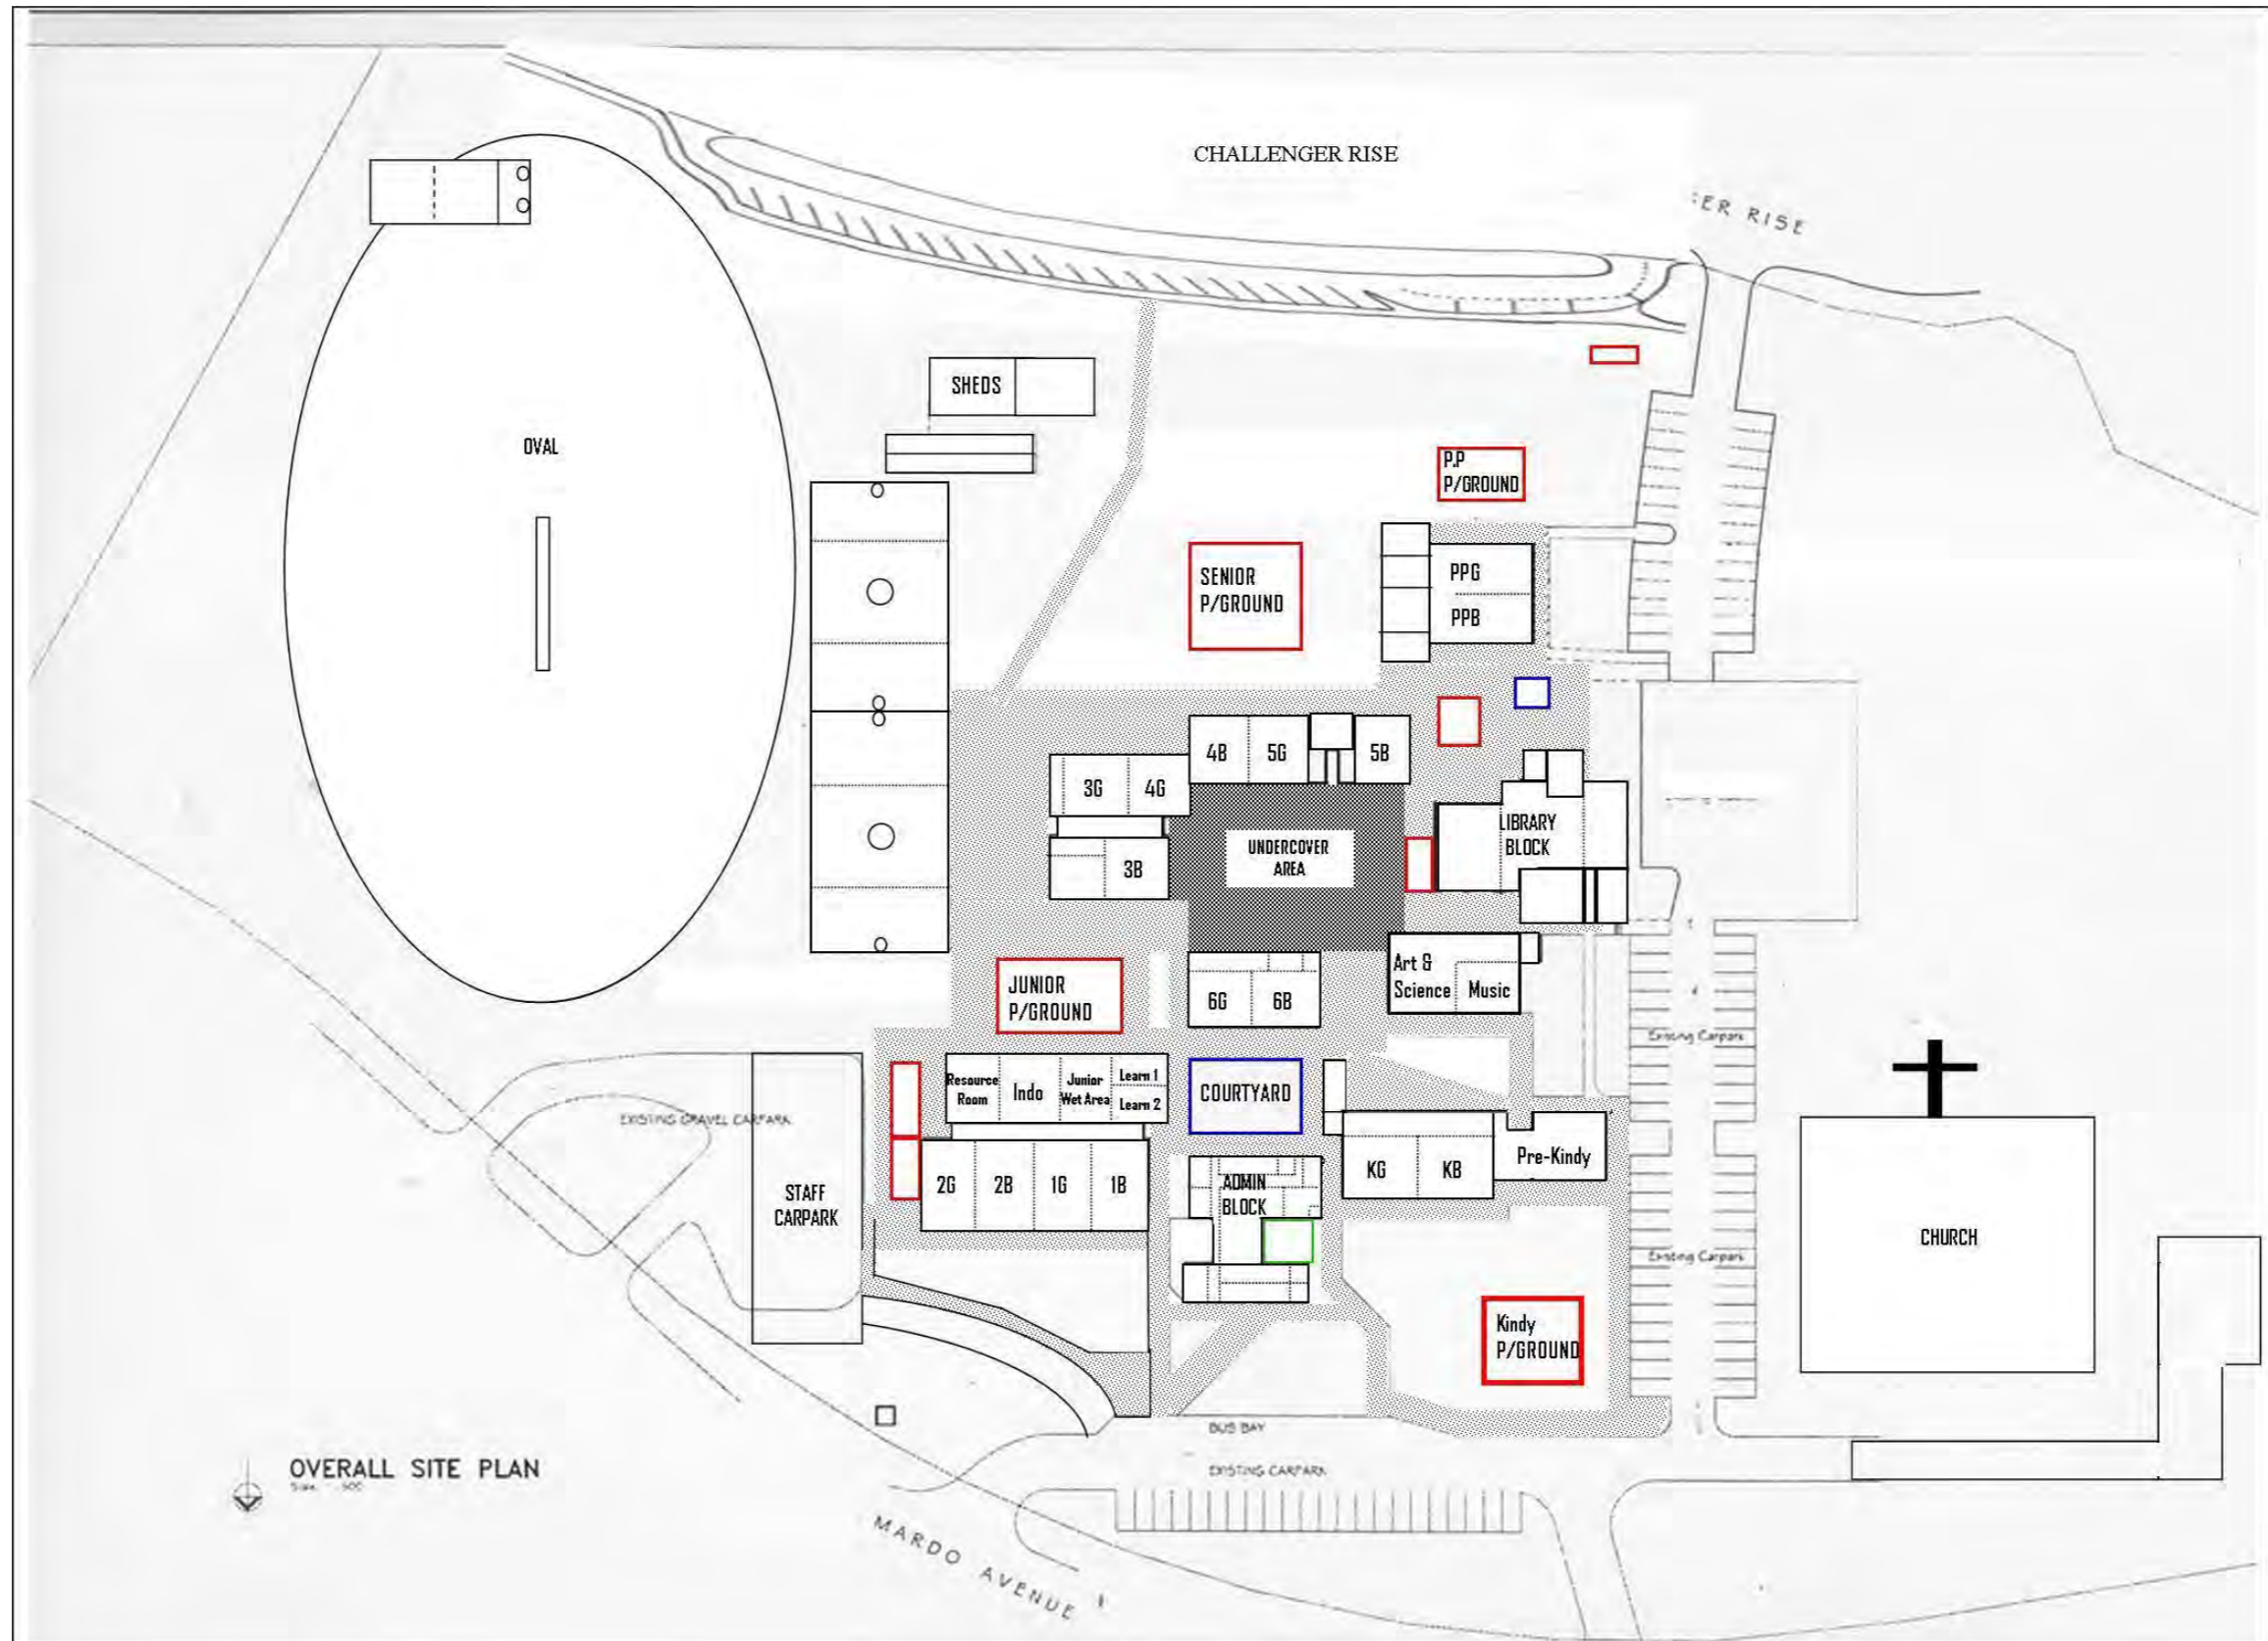 CHALLENGER RISE
GER RISE
SHEDS
OVAL
P.P
P/GROUND
SENIOR
P/GROUND
PPG
PPB
4B
5G
5B
3G
4G
LIBRARY
BLOCK
UNDERCOVER
AREA
3B
Art &
Science
Music
JUNIOR
P/GROUND
6G
6B
Existing Carpark
Resource
Room
Indo
Junior
Wet Area
Learn 1
Learn 2
COURTYARD
EXISTING GRAVEL CARPARK
KG
KB
Pre-Kindy
STAFF
CARPARK
2G
2B
1G
1B
ADMIN
BLOCK
CHURCH
Existing Carpark
Kindy
P/GROUND
BUS BAY
EXISTING CARPARK
OVERALL SITE PLAN
MARDO AVENUE